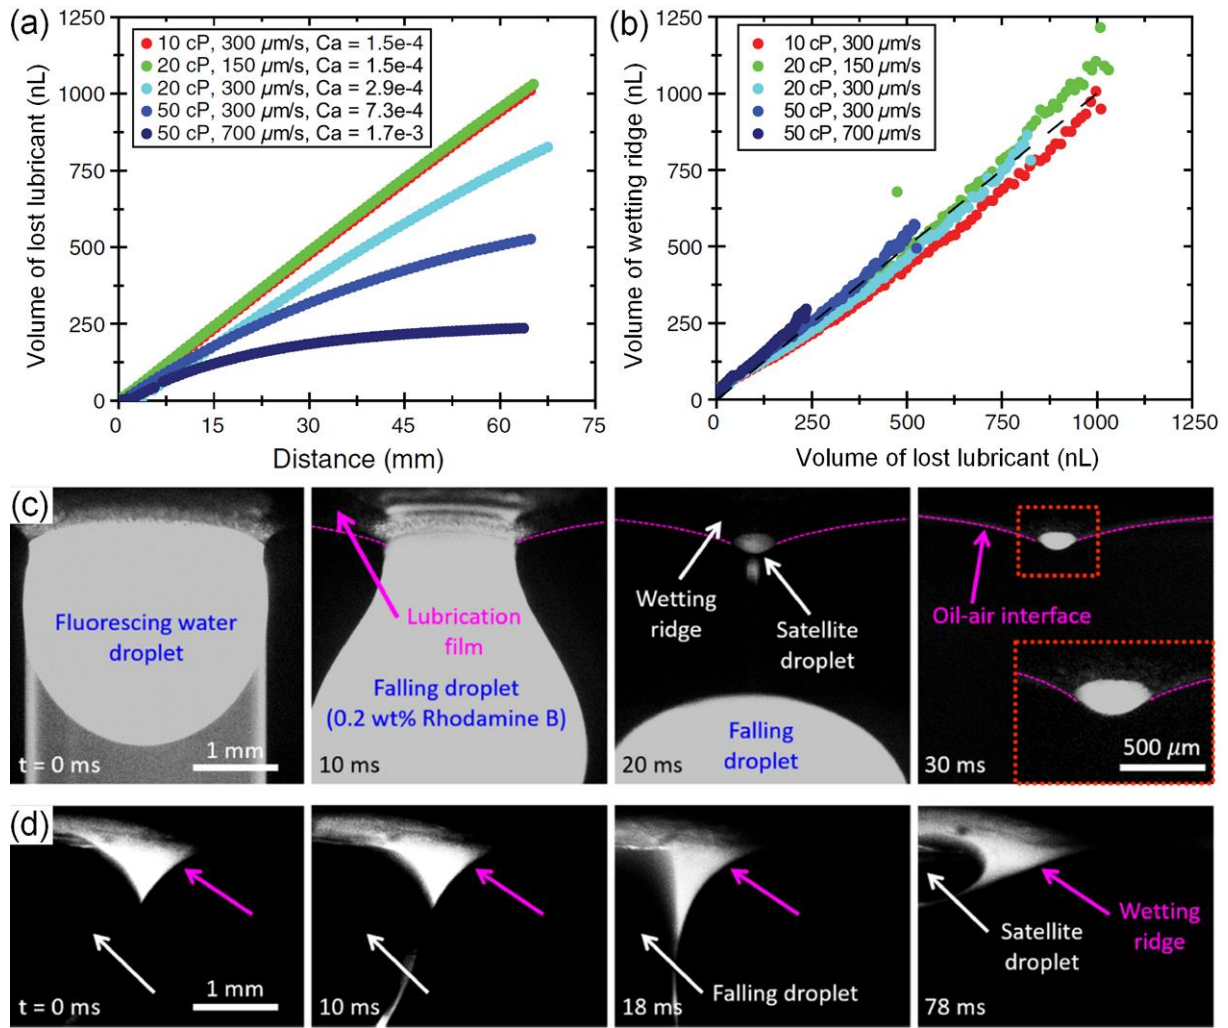 (a)
1250
1000
750
500
250
0
Volume of lost lubricant (nL)
10 cP, 300 μm/s, Ca = 1.5e-4
20 cP, 150 μm/s, Ca = 1.5e-4
20 cP, 300 μm/s, Ca = 2.9e-4
50 cP, 300 μm/s, Ca = 7.3e-4
50 cP, 700 μm/s, Ca = 1.7e-3
0 15 30 45 60 75
Distance (mm)
(b)
1250
1000
750
500
250
0
Volume of wetting ridge (nL)
10 cP, 300 μm/s
20 cP, 150 μm/s
20 cP, 300 μm/s
50 cP, 300 μm/s
50 cP, 700 μm/s
0 250 500 750 1000 1250
Volume of lost lubricant (nL)
(c)
Fluorescing water
droplet
1 mm
t = 0 ms
Lubrication
film
Falling droplet
(0.2 wt% Rhodamine B)
10 ms
Wetting
ridge
Satellite
droplet
Falling
droplet
20 ms
Oil-air interface
500 μm
30 ms
(d)
1 mm
t = 0 ms
10 ms
Falling droplet
18 ms
Satellite
droplet
Wetting
ridge
78 ms